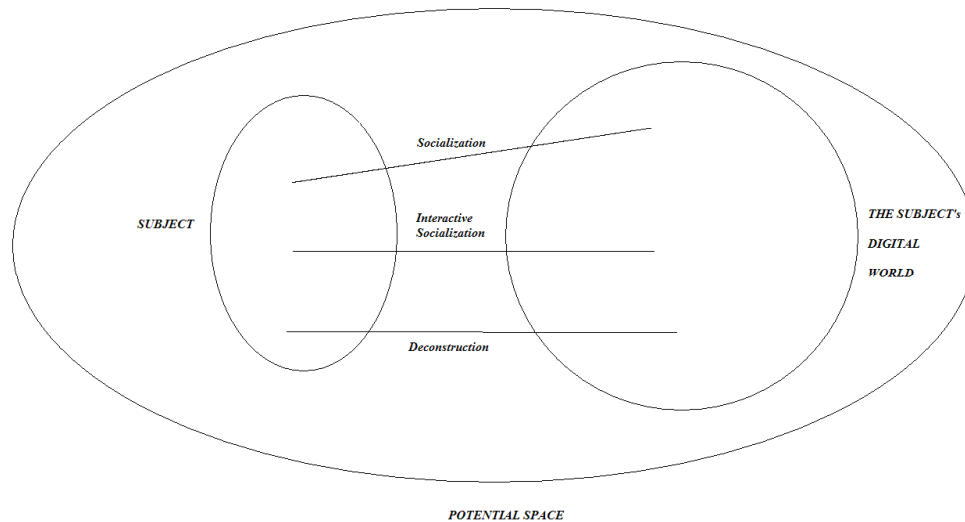 Socialization
SUBJECT
Interactive
Socialization
THE SUBJECT's
DIGITAL
WORLD
Deconstruction
POTENTIAL SPACE